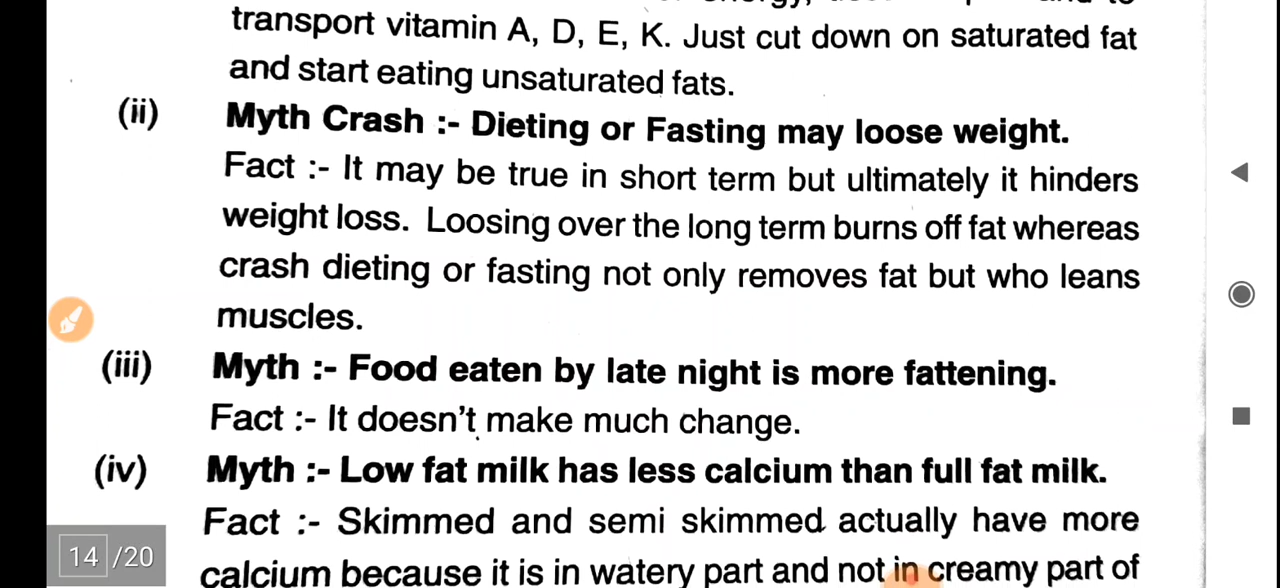 transport vitamin A, D, E, K. Just cut down on saturated fat
and start eating unsaturated fats.
(ii) Myth Crash :- Dieting or Fasting may loose weight.
Fact :- It may be true in short term but ultimately it hinders
weight loss. Loosing over the long term burns off fat whereas
crash dieting or fasting not only removes fat but who leans
muscles.
(iii) Myth :- Food eaten by late night is more fattening.
Fact :- It doesn't make much change.
(iv) Myth :- Low fat milk has less calcium than full fat milk.
Fact :- Skimmed and semi skimmed actually have more
calcium because it is in watery part and not in creamy part of
14 /20